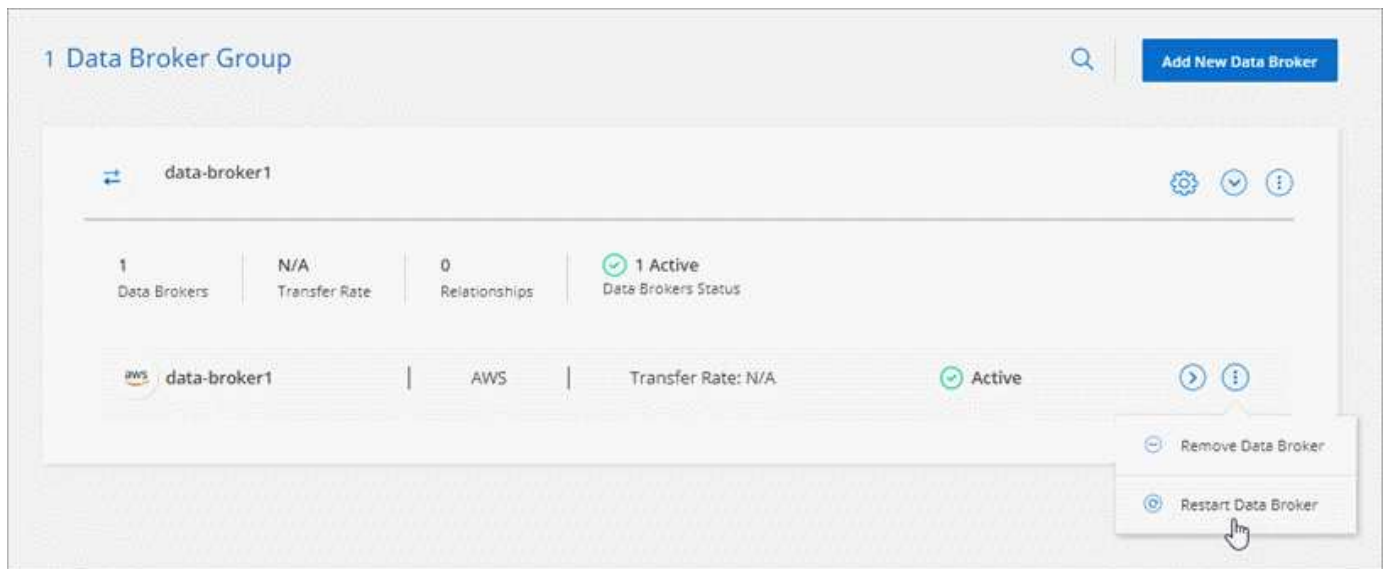 1 Data Broker Group
Add New Data Broker
data-broker1
1 N/A 0 1 Active
Data Brokers Transfer Rate Relationships Data Brokers Status
aws data-broker1 | AWS | Transfer Rate: N/A Active
Remove Data Broker
Restart Data Broker